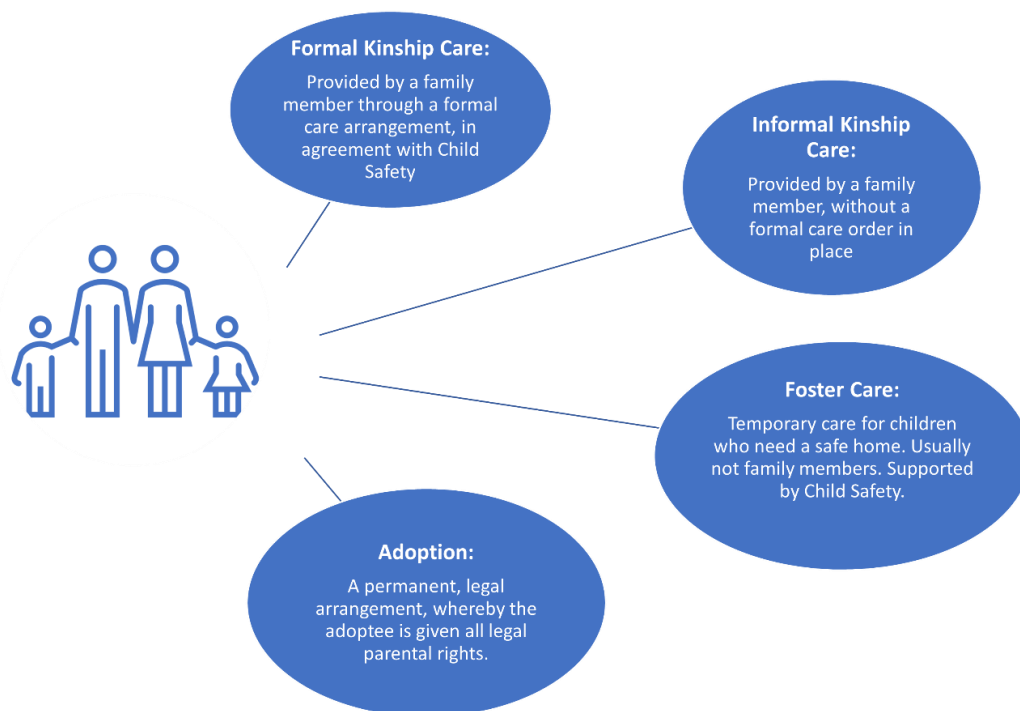 Formal Kinship Care:
Provided by a family
member through a formal
care arrangement, in
agreement with Child
Safety
Informal Kinship
Care:
Provided by a family
member, without a
formal care order in
place
Foster Care:
Temporary care for children
who need a safe home. Usually
not family members. Supported
by Child Safety.
Adoption:
A permanent, legal
arrangement, whereby the
adoptee is given all legal
parental rights.